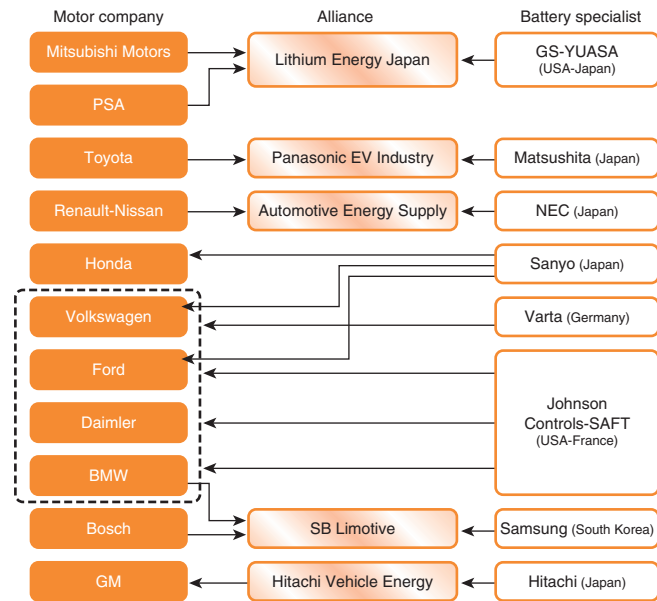 Motor company Alliance Battery specialist
Mitsubishi Motors
Lithium Energy Japan
GS-YUASA
(USA-Japan)
PSA
Toyota
Panasonic EV Industry
Matsushita (Japan)
Renault-Nissan
Automotive Energy Supply
NEC (Japan)
Honda
Sanyo (Japan)
Volkswagen
Varta (Germany)
Ford
Johnson
Controls-SAFT
(USA-France)
Daimler
BMW
Bosch
SB Limotive
Samsung (South Korea)
GM
Hitachi Vehicle Energy
Hitachi (Japan)